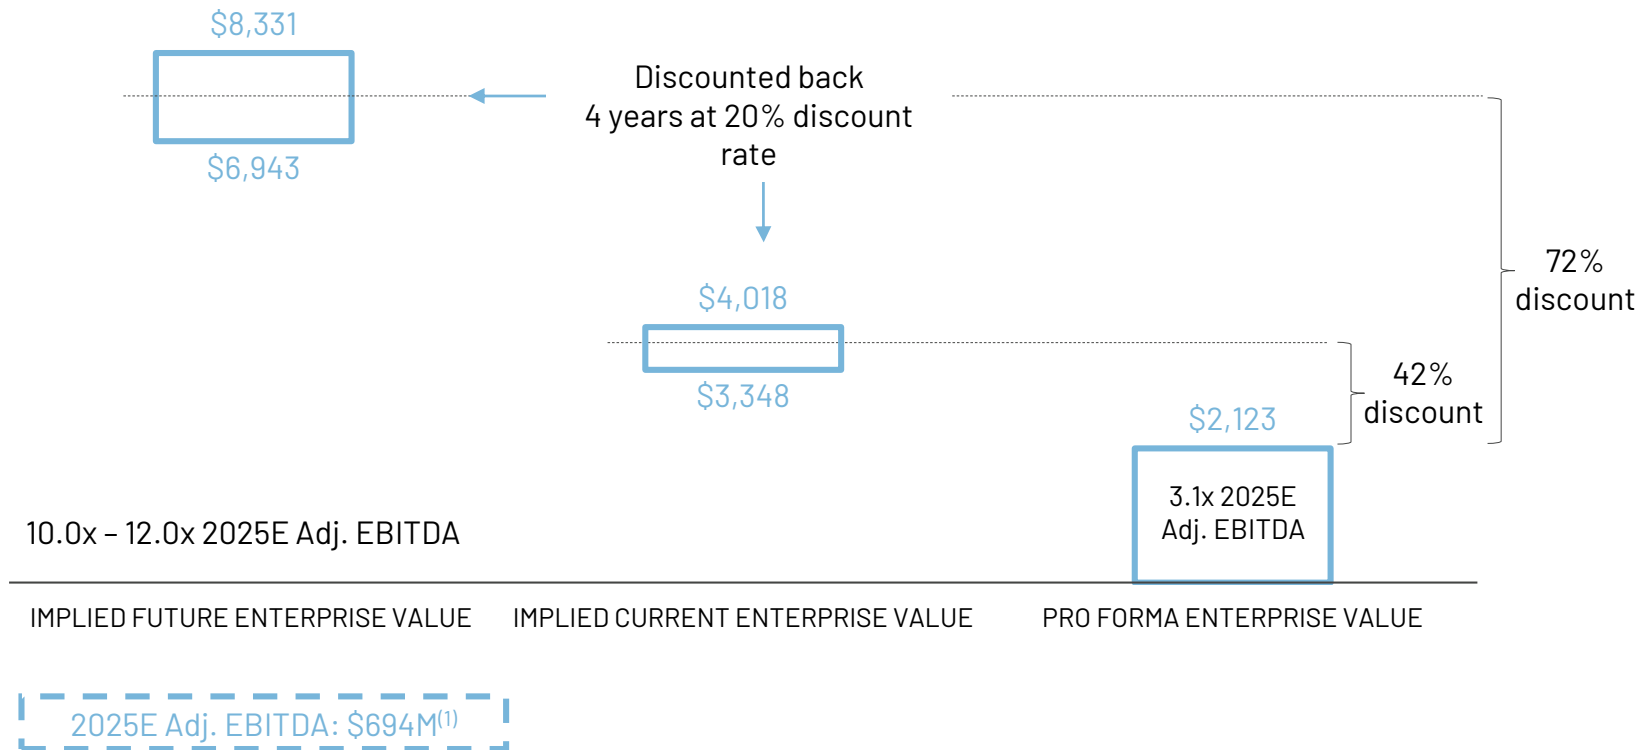 $8,331
$6,943
Discounted back
4 years at 20% discount
rate
72%
discount
$4,018
$3,348
42%
discount
$2,123
3.1x 2025E
Adj. EBITDA
10.0x – 12.0x 2025E Adj. EBITDA
IMPLIED FUTURE ENTERPRISE VALUE
IMPLIED CURRENT ENTERPRISE VALUE
PRO FORMA ENTERPRISE VALUE
2025E Adj. EBITDA: $694M(1)